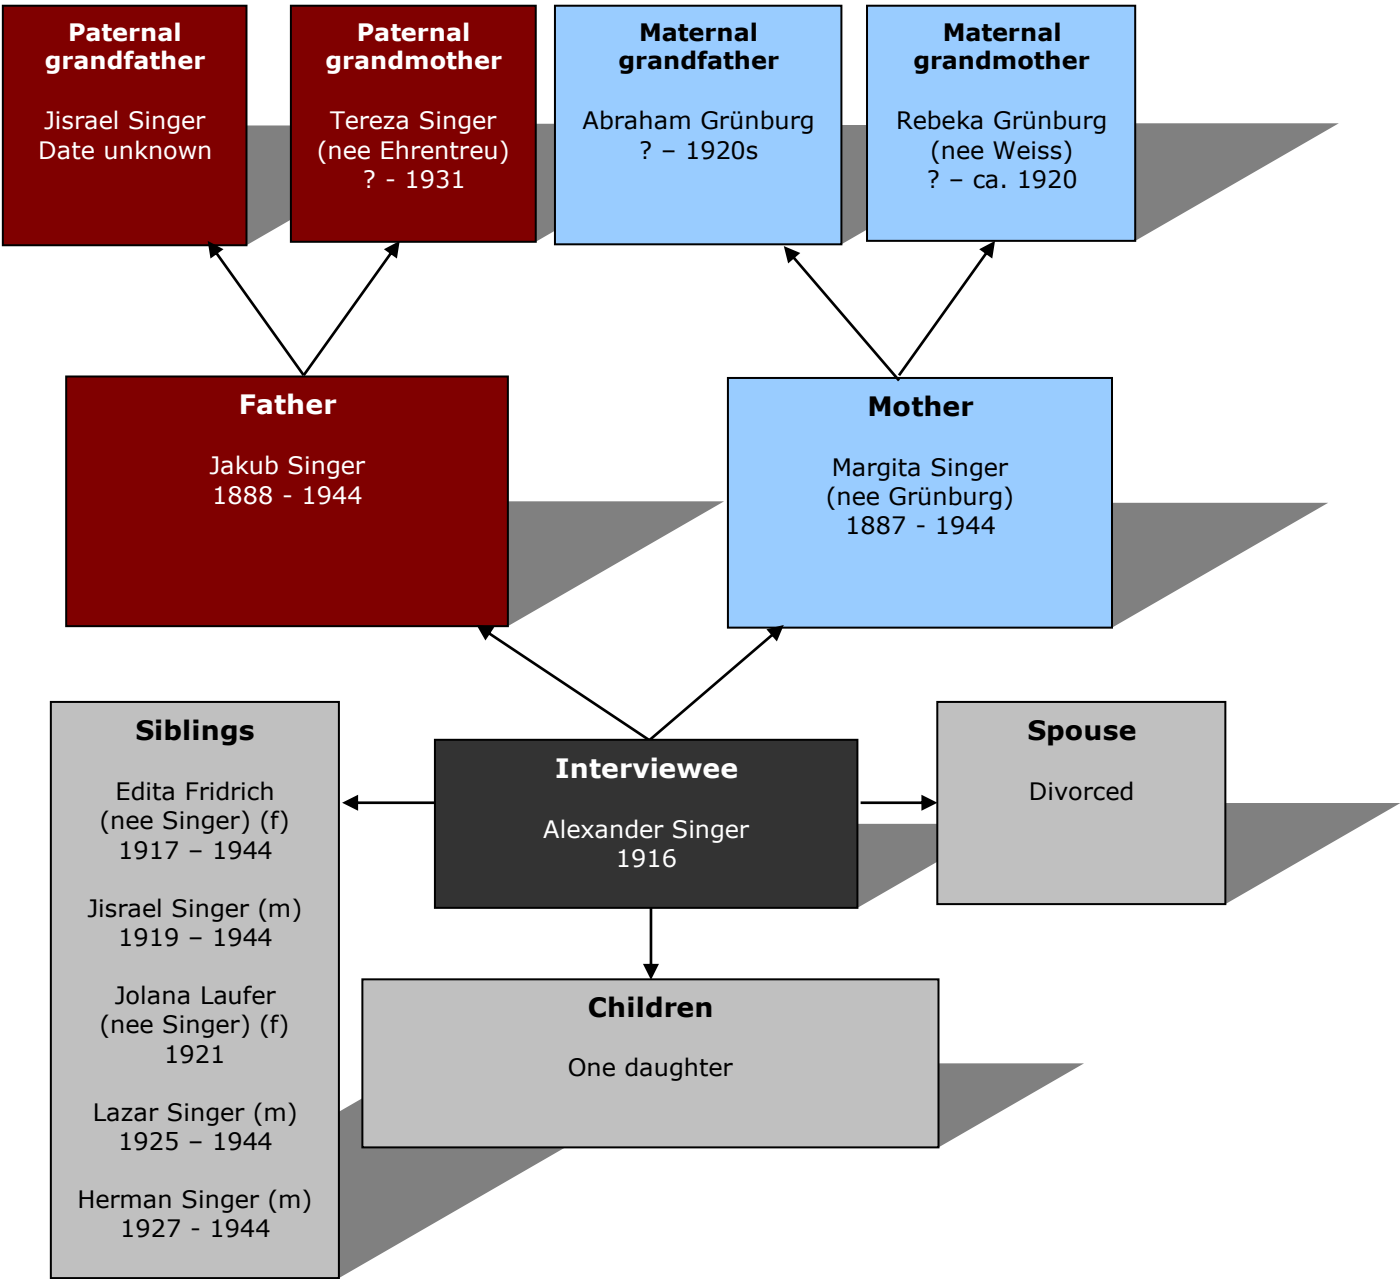 Paternal
grandfather
Jisrael Singer
Date unknown
Paternal
grandmother
Tereza Singer
(nee Ehrentreu)
? - 1931
Maternal
grandfather
Abraham Grünburg
? – 1920s
Maternal
grandmother
Rebeka Grünburg
(nee Weiss)
? – ca. 1920
Father
Jakub Singer
1888 - 1944
Mother
Margita Singer
(nee Grünburg)
1887 - 1944
Siblings
Edita Fridrich
(nee Singer) (f)
1917 – 1944
Jisrael Singer (m)
1919 – 1944
Jolana Laufer
(nee Singer) (f)
1921
Lazar Singer (m)
1925 – 1944
Herman Singer (m)
1927 - 1944
Interviewee
Alexander Singer
1916
Spouse
Divorced
Children
One daughter